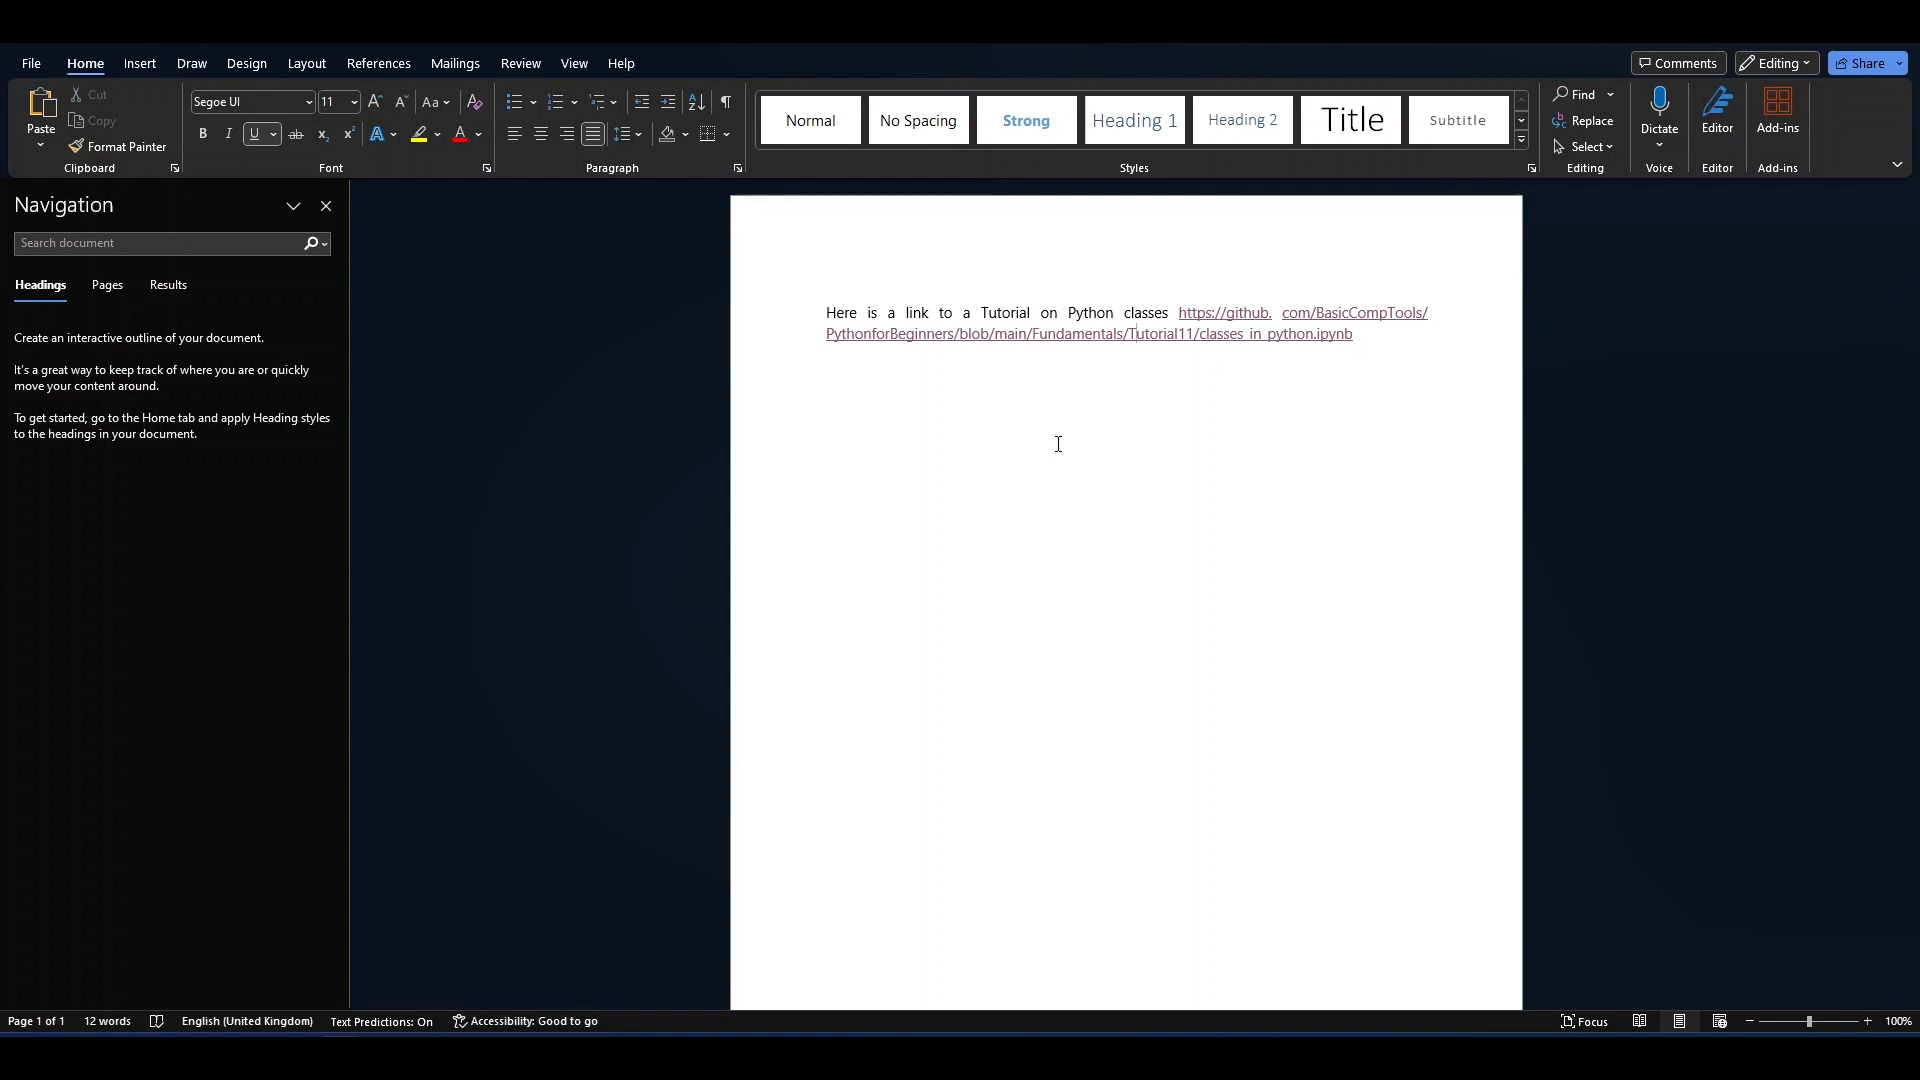 File Home Insert Draw Design Layout References Mailings Review View Help Comments Editing Share
Paste Cut Copy Format Painter Clipboard
Segoe UI 11 Aa
B I U ab x₂ x² A A
Font
Paragraph
Normal No Spacing Strong Heading 1 Heading 2 Title Subtitle
Styles
Find Replace Select Editing
Dictate Voice
Editor Editor
Add-ins Add-ins
Navigation
Search document
Headings Pages Results
Create an interactive outline of your document.
It's a great way to keep track of where you are or quickly
move your content around.
To get started, go to the Home tab and apply Heading styles
to the headings in your document.
Here is a link to a Tutorial on Python classes https://github. com/BasicCompTools/
PythonforBeginners/blob/main/Fundamentals/Tutorial11/classes_in_python.ipynb
Page 1 of 1 12 words English (United Kingdom) Text Predictions: On Accessibility: Good to go Focus 100%